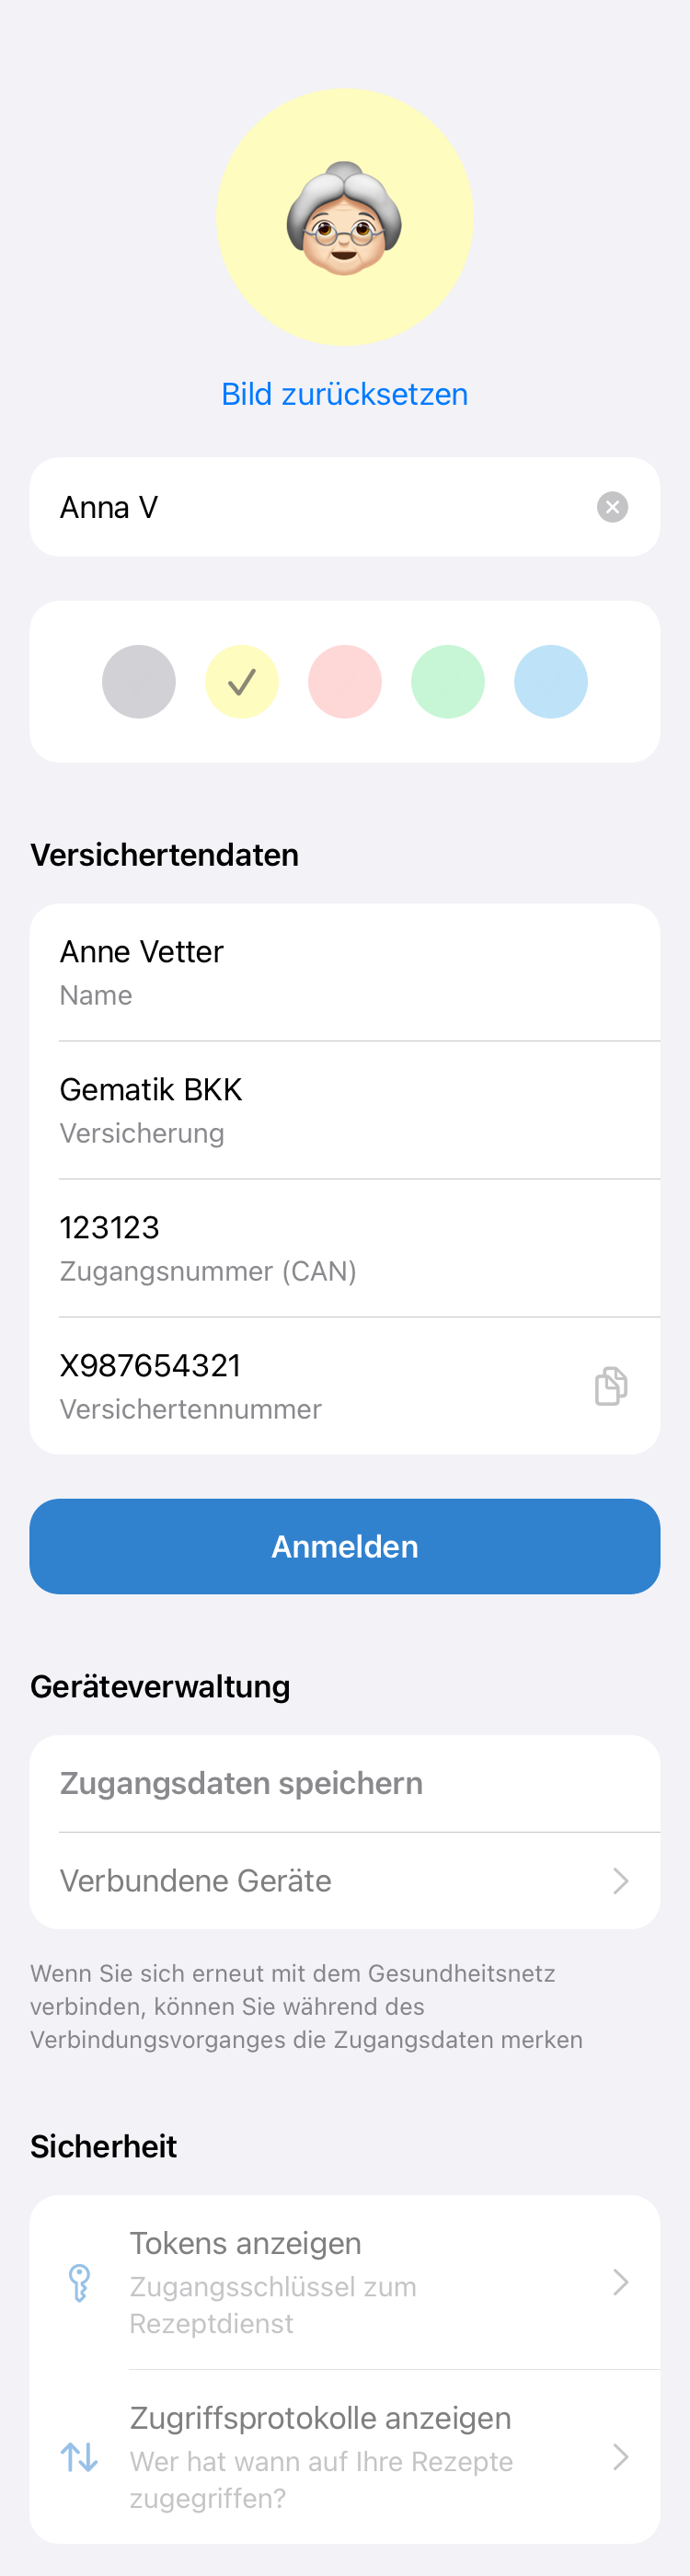 Bild zurücksetzen
Anna V
Versichertendaten
Anne Vetter
Name
Gematik BKK
Versicherung
123123
Zugangsnummer (CAN)
X987654321
Versichertennummer
Anmelden
Geräteverwaltung
Zugangsdaten speichern
Verbundene Geräte
Wenn Sie sich erneut mit dem Gesundheitsnetz
verbinden, können Sie während des
Verbindungsvorganges die Zugangsdaten merken
Sicherheit
Tokens anzeigen
Zugangsschlüssel zum
Rezeptdienst
Zugriffsprotokolle anzeigen
Wer hat wann auf Ihre Rezepte
zugegriffen?